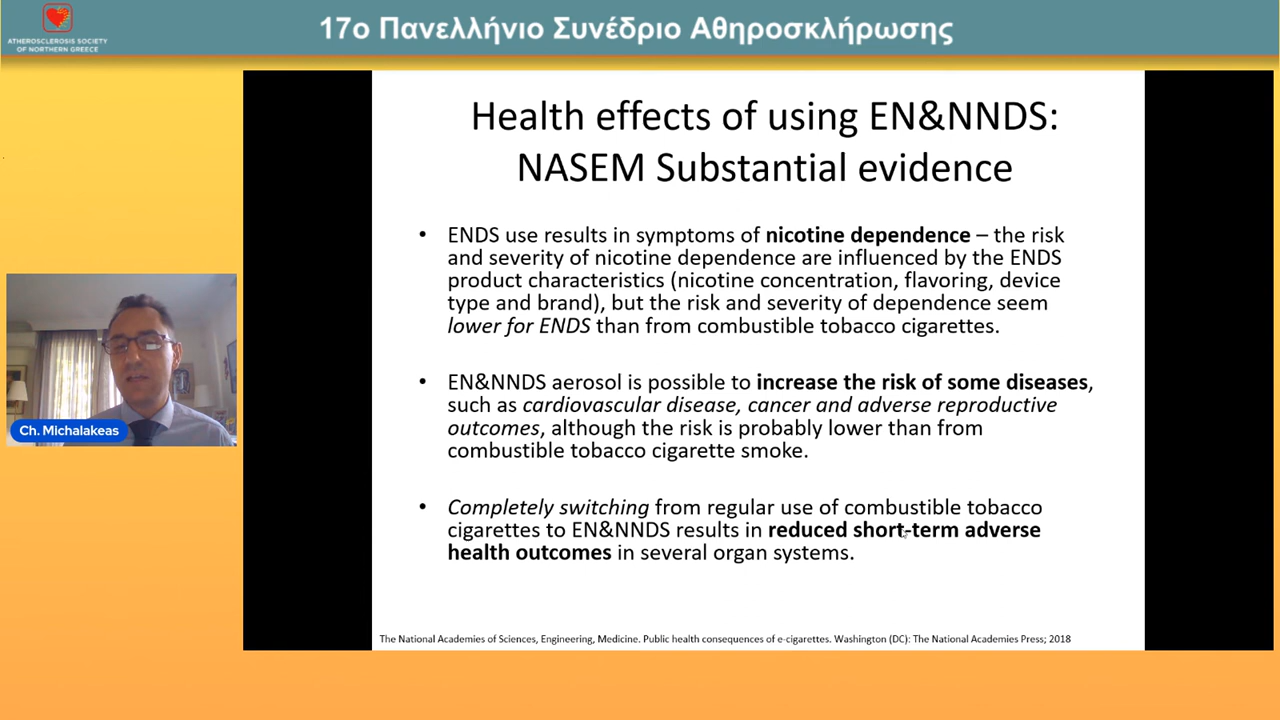 17ο Πανελλήνιο Συνέδριο Αθηροσκλήρωσης
ATHEROSCLEROSIS SOCIETY
OF NORTHERN GREECE
Health effects of using EN&NNDS:
NASEM Substantial evidence
• ENDS use results in symptoms of nicotine dependence – the risk
and severity of nicotine dependence are influenced by the ENDS
product characteristics (nicotine concentration, flavoring, device
type and brand), but the risk and severity of dependence seem
lower for ENDS than from combustible tobacco cigarettes.
• EN&NNDS aerosol is possible to increase the risk of some diseases,
such as cardiovascular disease, cancer and adverse reproductive
outcomes, although the risk is probably lower than from
combustible tobacco cigarette smoke.
• Completely switching from regular use of combustible tobacco
cigarettes to EN&NNDS results in reduced short-term adverse
health outcomes in several organ systems.
Ch. Michalakeas
The National Academies of Sciences, Engineering, Medicine. Public health consequences of e-cigarettes. Washington (DC): The National Academies Press; 2018